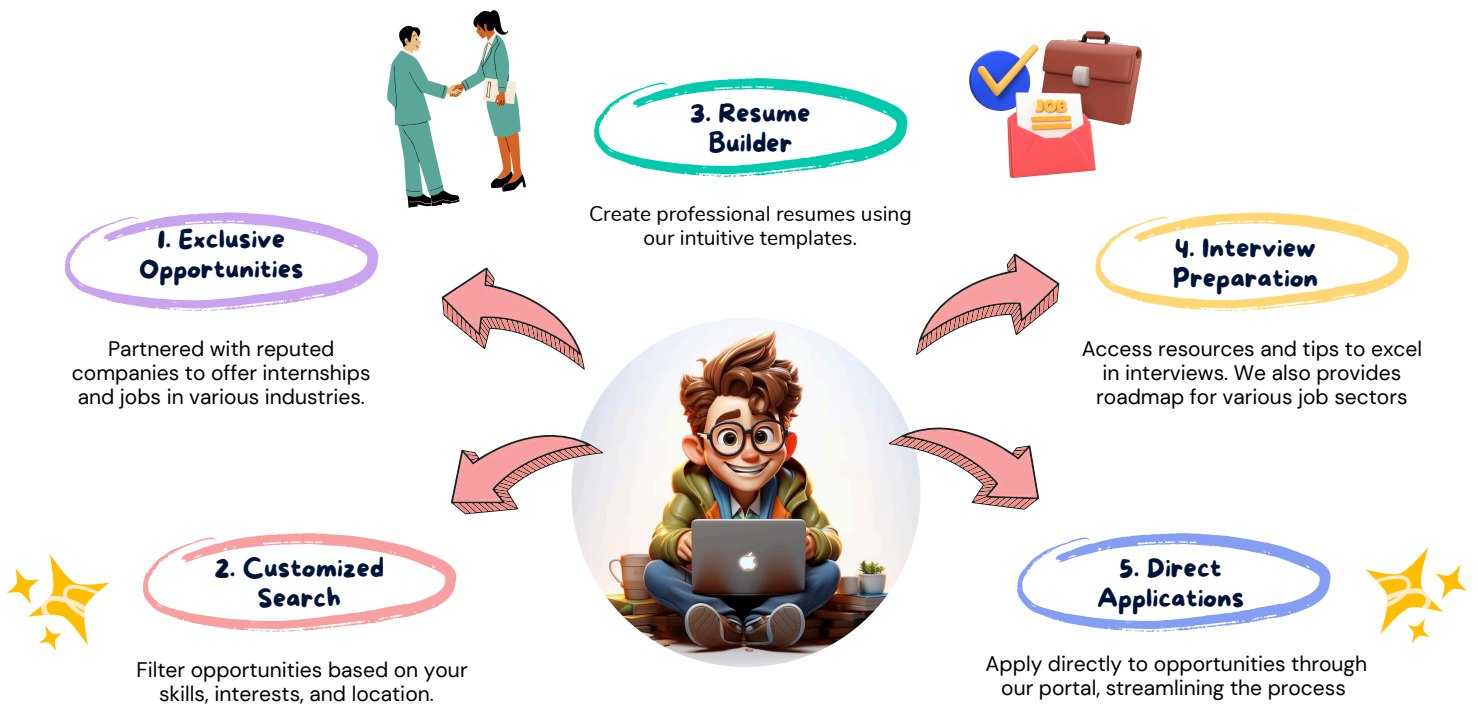 1. Exclusive
Opportunities
Partnered with reputed
companies to offer internships
and jobs in various industries.
2. Customized
Search
Filter opportunities based on your
skills, interests, and location.
3. Resume
Builder
Create professional resumes using
our intuitive templates.
JOB
4. Interview
Preparation
Access resources and tips to excel
in interviews. We also provides
roadmap for various job sectors
5. Direct
Applications
Apply directly to opportunities through
our portal, streamlining the process